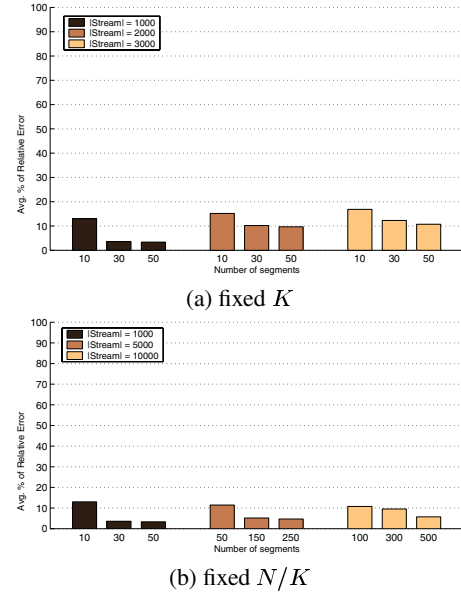 |Stream| = 1000
|Stream| = 2000
|Stream| = 3000
100
90
80
70
60
50
40
30
20
10
0
Avg. % of Relative Error
10 30 50 10 30 50 10 30 50
Number of segments
(a) fixed K
|Stream| = 1000
|Stream| = 5000
|Stream| = 10000
100
90
80
70
60
50
40
30
20
10
0
Avg. % of Relative Error
10 30 50 50 150 250 100 300 500
Number of segments
(b) fixed N/K